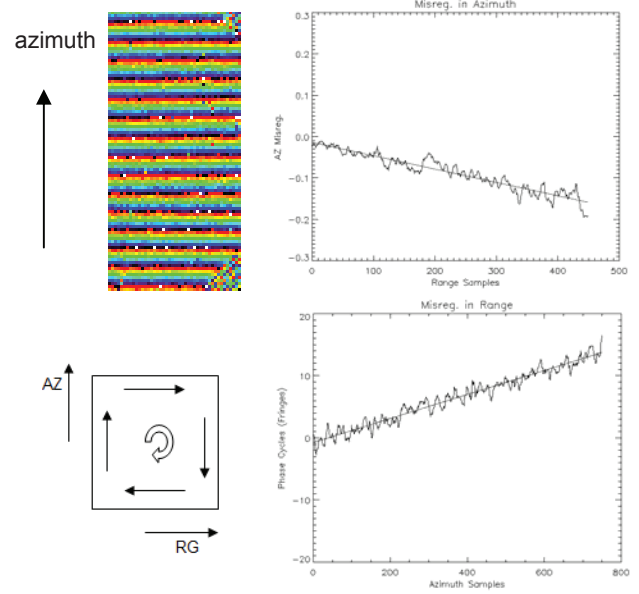 azimuth
Misreg. in Azimuth
0.3
0.2
0.1
0.0
-0.1
-0.2
-0.3
AZ Misreg.
0
100
200
300
400
500
Range Samples
AZ
RG
Misreg. in Range
20
10
0
-10
-20
Phase Cycles (Fringes)
0
200
400
600
800
Azimuth Samples